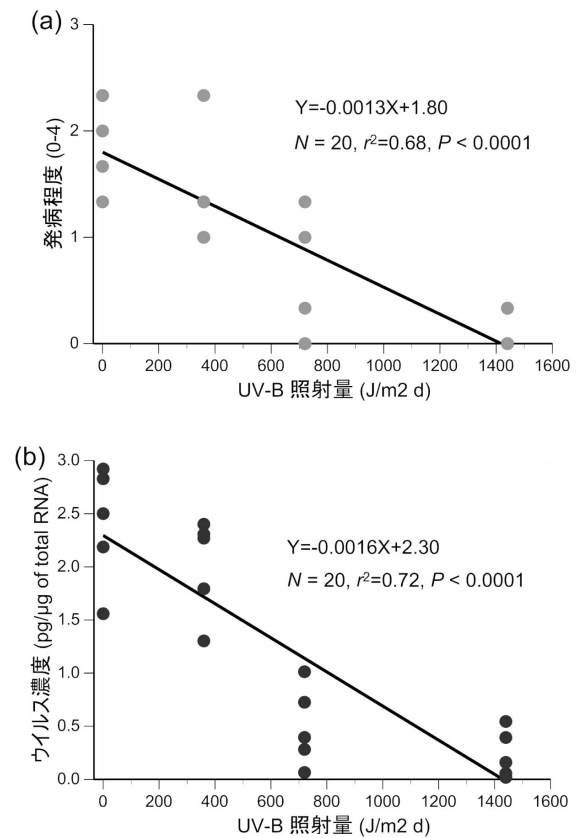 (a)
3
2
1
0
発病程度 (0-4)
Y=-0.0013X+1.80
N = 20, r²=0.68, P < 0.0001
0 200 400 600 800 1000 1200 1400 1600
UV-B 照射量 (J/m2 d)
(b)
3.0
2.5
2.0
1.5
1.0
0.5
0.0
ウイルス濃度 (pg/μg of total RNA)
Y=-0.0016X+2.30
N = 20, r²=0.72, P < 0.0001
0 200 400 600 800 1000 1200 1400 1600
UV-B 照射量 (J/m2 d)